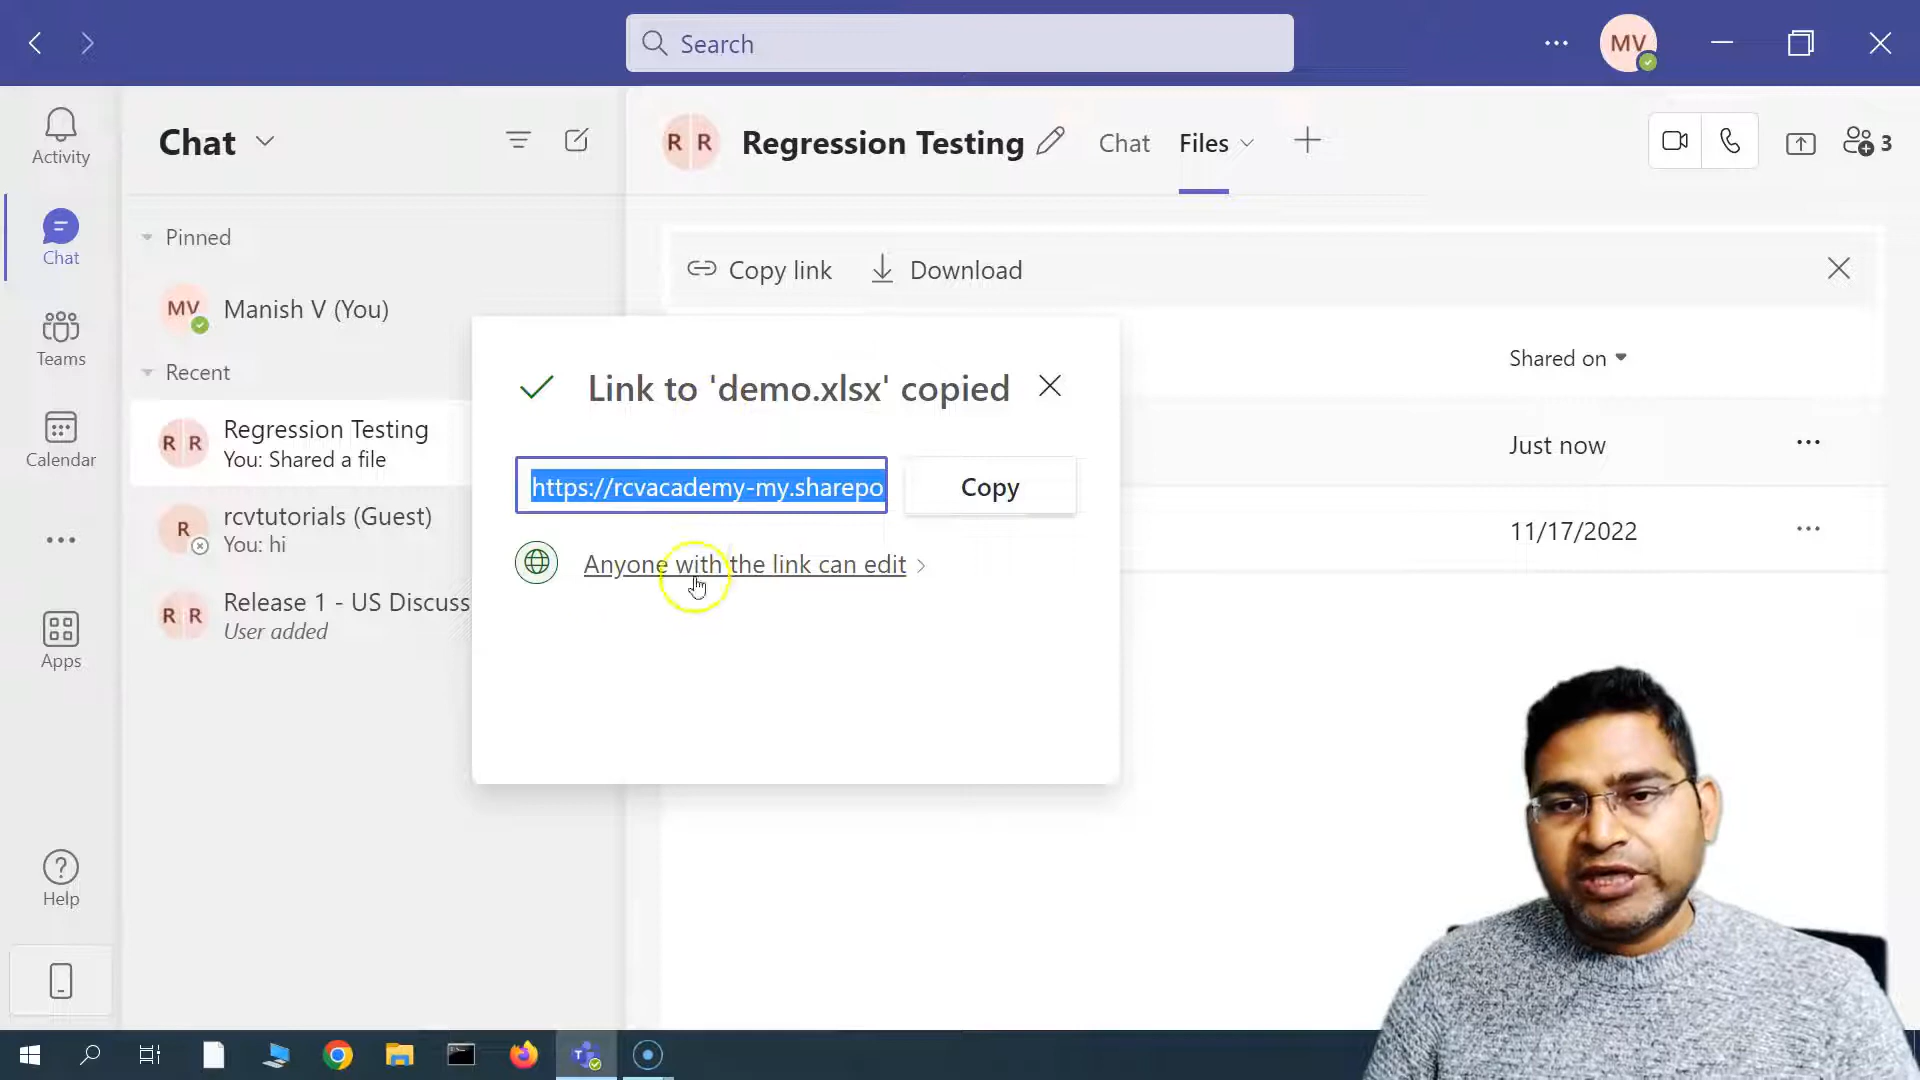 Search
MV
Activity
Chat
Teams
Calendar
Apps
Help
Chat
Pinned
MV
Manish V (You)
Recent
R R
Regression Testing
You: Shared a file
R
rcvtutorials (Guest)
You: hi
R R
Release 1 - US Discuss
User added
R R
Regression Testing
Chat
Files
3
Copy link
Download
Shared on
Just now
11/17/2022
Link to 'demo.xlsx' copied
https://rcvacademy-my.sharepo
Copy
Anyone with the link can edit